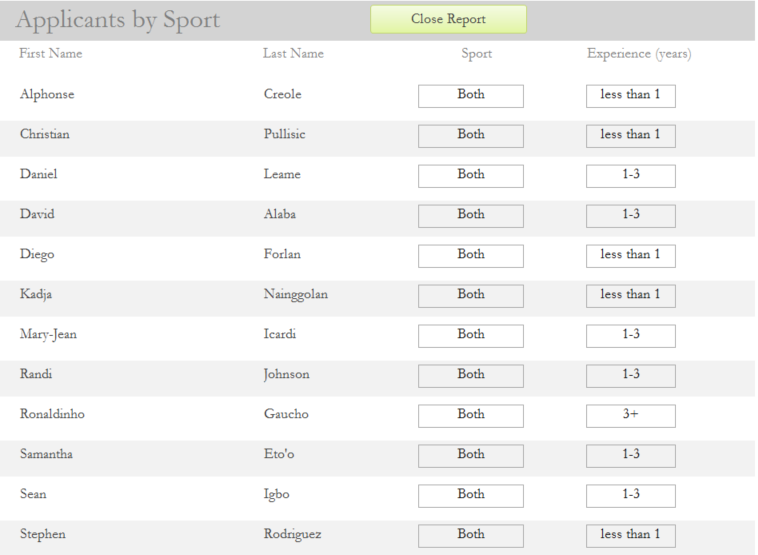 Applicants by Sport Close Report
First Name Last Name Sport Experience (years)
Alphonse Creole Both less than 1
Christian Pullisic Both less than 1
Daniel Leame Both 1-3
David Alaba Both 1-3
Diego Forlan Both less than 1
Kadja Nainggolan Both less than 1
Mary-Jean Icardi Both 1-3
Randi Johnson Both 1-3
Ronaldinho Gaucho Both 3+
Samantha Eto'o Both 1-3
Sean Igbo Both 1-3
Stephen Rodriguez Both less than 1